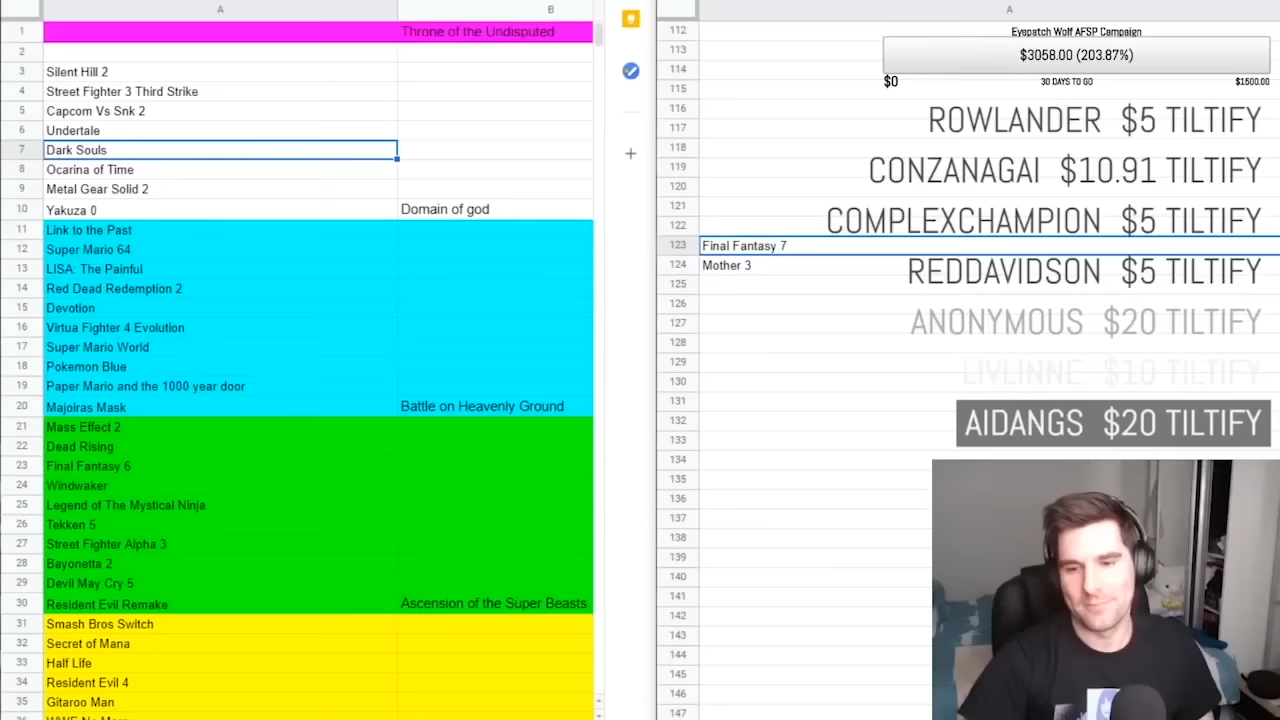 A
B
1 Throne of the Undisputed
2
3 Silent Hill 2
4 Street Fighter 3 Third Strike
5 Capcom Vs Snk 2
6 Undertale
7 Dark Souls
8 Ocarina of Time
9 Metal Gear Solid 2
10 Yakuza 0 Domain of god
11 Link to the Past
12 Super Mario 64
13 LISA: The Painful
14 Red Dead Redemption 2
15 Devotion
16 Virtua Fighter 4 Evolution
17 Super Mario World
18 Pokemon Blue
19 Paper Mario and the 1000 year door
20 Majoiras Mask Battle on Heavenly Ground
21 Mass Effect 2
22 Dead Rising
23 Final Fantasy 6
24 Windwaker
25 Legend of The Mystical Ninja
26 Tekken 5
27 Street Fighter Alpha 3
28 Bayonetta 2
29 Devil May Cry 5
30 Resident Evil Remake Ascension of the Super Beasts
31 Smash Bros Switch
32 Secret of Mana
33 Half Life
34 Resident Evil 4
35 Gitaroo Man
A
112
113
114
115
116
117
118
119
120
121
122
123 Final Fantasy 7
124 Mother 3
125
126
127
128
129
130
131
132
133
134
135
136
137
138
139
140
141
142
143
144
145
146
147
Eyepatch Wolf AFSP Campaign
$3058.00 (203.87%)
$0 30 DAYS TO GO $1500.00
ROWLANDER $5 TILTIFY
CONZANAGAI $10.91 TILTIFY
COMPLEXCHAMPION $5 TILTIFY
REDDAVIDSON $5 TILTIFY
ANONYMOUS $20 TILTIFY
LIVLINNE $10 TILTIFY
AIDANGS $20 TILTIFY